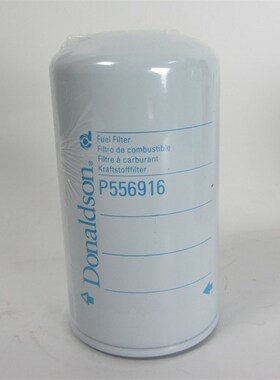 Donaldson®
Fuel Filter
Filtro de combustible
Filtre à carburant
Kraftstofffilter
P556916